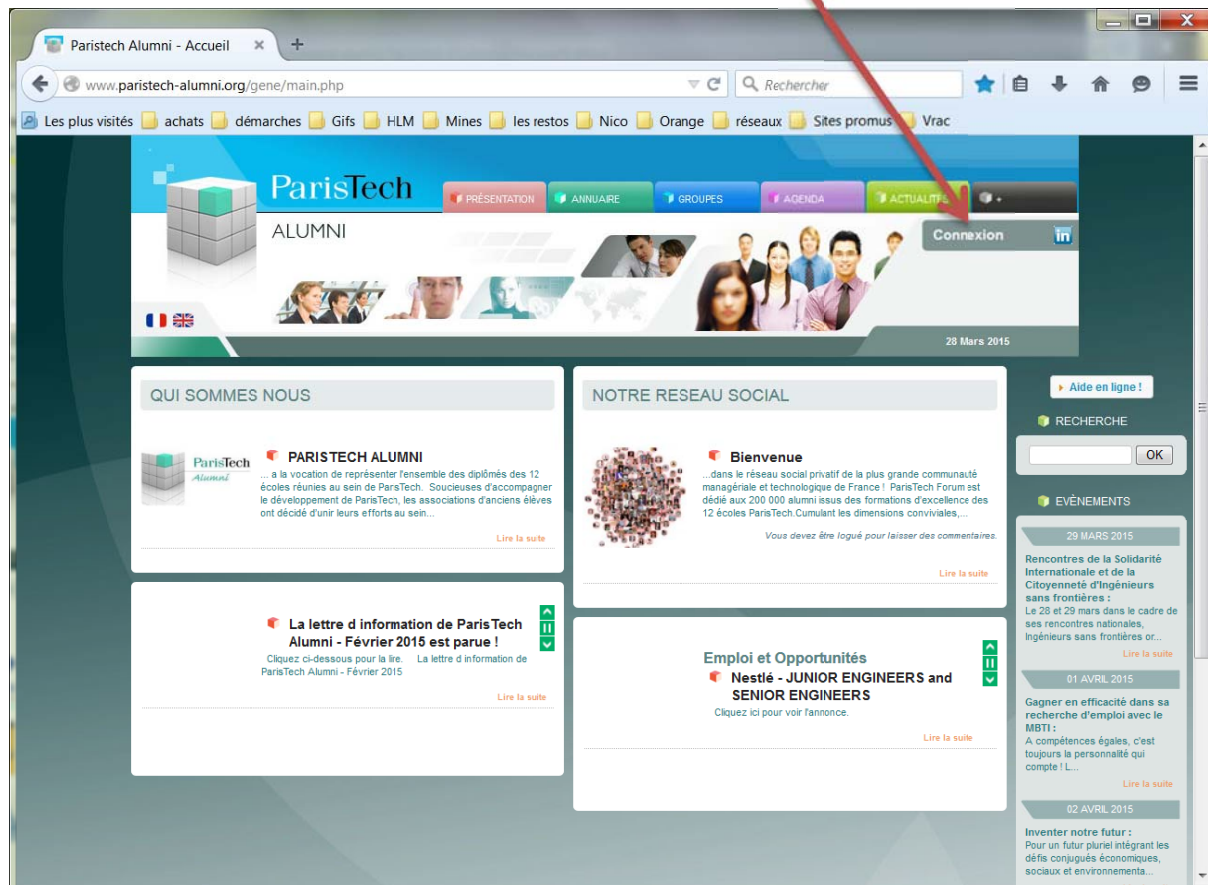 Paristech Alumni - Accueil
www.paristech-alumni.org/gene/main.php
Rechercher
Les plus visités achats démarches Gifs HLM Mines les restos Nico Orange réseaux Sites promus Vrac
ParisTech
ALUMNI
PRÉSENTATION ANNUAIRE GROUPES AGENDA ACTUALITÉS +
Connexion in
28 Mars 2015
QUI SOMMES NOUS
ParisTech
Alumni
PARISTECH ALUMNI
... a la vocation de représenter l'ensemble des diplômés des 12
écoles réunies au sein de ParsTech. Soucieuses d'accompagner
le développement de ParisTech, les associations d'anciens élèves
ont décidé d'unir leurs efforts au sein...
Lire la suite
La lettre d information de ParisTech
Alumni - Février 2015 est parue !
Cliquez ci-dessous pour la lire. La lettre d information de
ParisTech Alumni - Février 2015
Lire la suite
NOTRE RESEAU SOCIAL
Bienvenue
...dans le réseau social privatif de la plus grande communauté
managériale et technologique de France ! ParisTech Forum est
dédié aux 200 000 alumni issus des formations d'excellence des
12 écoles ParisTech.Cumulant les dimensions conviviales,...
Vous devez être logué pour laisser des commentaires.
Lire la suite
Emploi et Opportunités
Nestlé - JUNIOR ENGINEERS and
SENIOR ENGINEERS
Cliquez ici pour voir l'annonce.
Lire la suite
Aide en ligne !
RECHERCHE
OK
EVÈNEMENTS
29 MARS 2015
Rencontres de la Solidarité
Internationale et de la
Citoyenneté d'Ingénieurs
sans frontières :
Le 28 et 29 mars dans le cadre de
ses rencontres nationales,
Ingénieurs sans frontières or...
Lire la suite
01 AVRIL 2015
Gagner en efficacité dans sa
recherche d'emploi avec le
MBTI :
A compétences égales, c'est
toujours la personnalité qui
compte ! L...
Lire la suite
02 AVRIL 2015
Inventer notre futur :
Pour un futur pluriel intégrant les
défis conjugués économiques,
sociaux et environnementa...